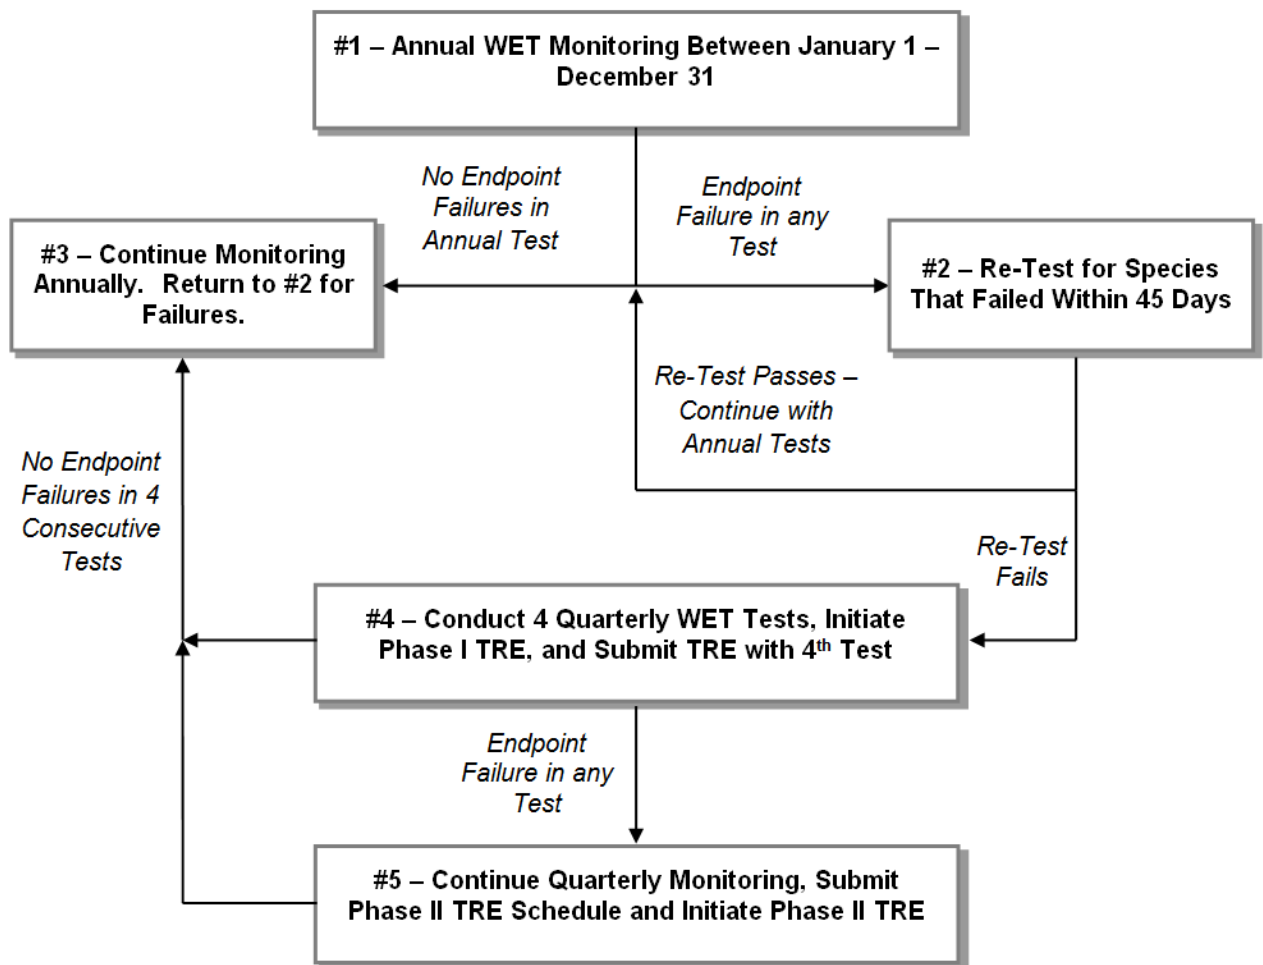 #1 – Annual WET Monitoring Between January 1 –
December 31
No Endpoint
Failures in
Annual Test
Endpoint
Failure in any
Test
#3 – Continue Monitoring
Annually.  Return to #2 for
Failures.
#2 – Re-Test for Species
That Failed Within 45 Days
Re-Test Passes –
Continue with
Annual Tests
No Endpoint
Failures in 4
Consecutive
Tests
Re-Test
Fails
#4 – Conduct 4 Quarterly WET Tests, Initiate
Phase I TRE, and Submit TRE with 4th Test
Endpoint
Failure in any
Test
#5 – Continue Quarterly Monitoring, Submit
Phase II TRE Schedule and Initiate Phase II TRE